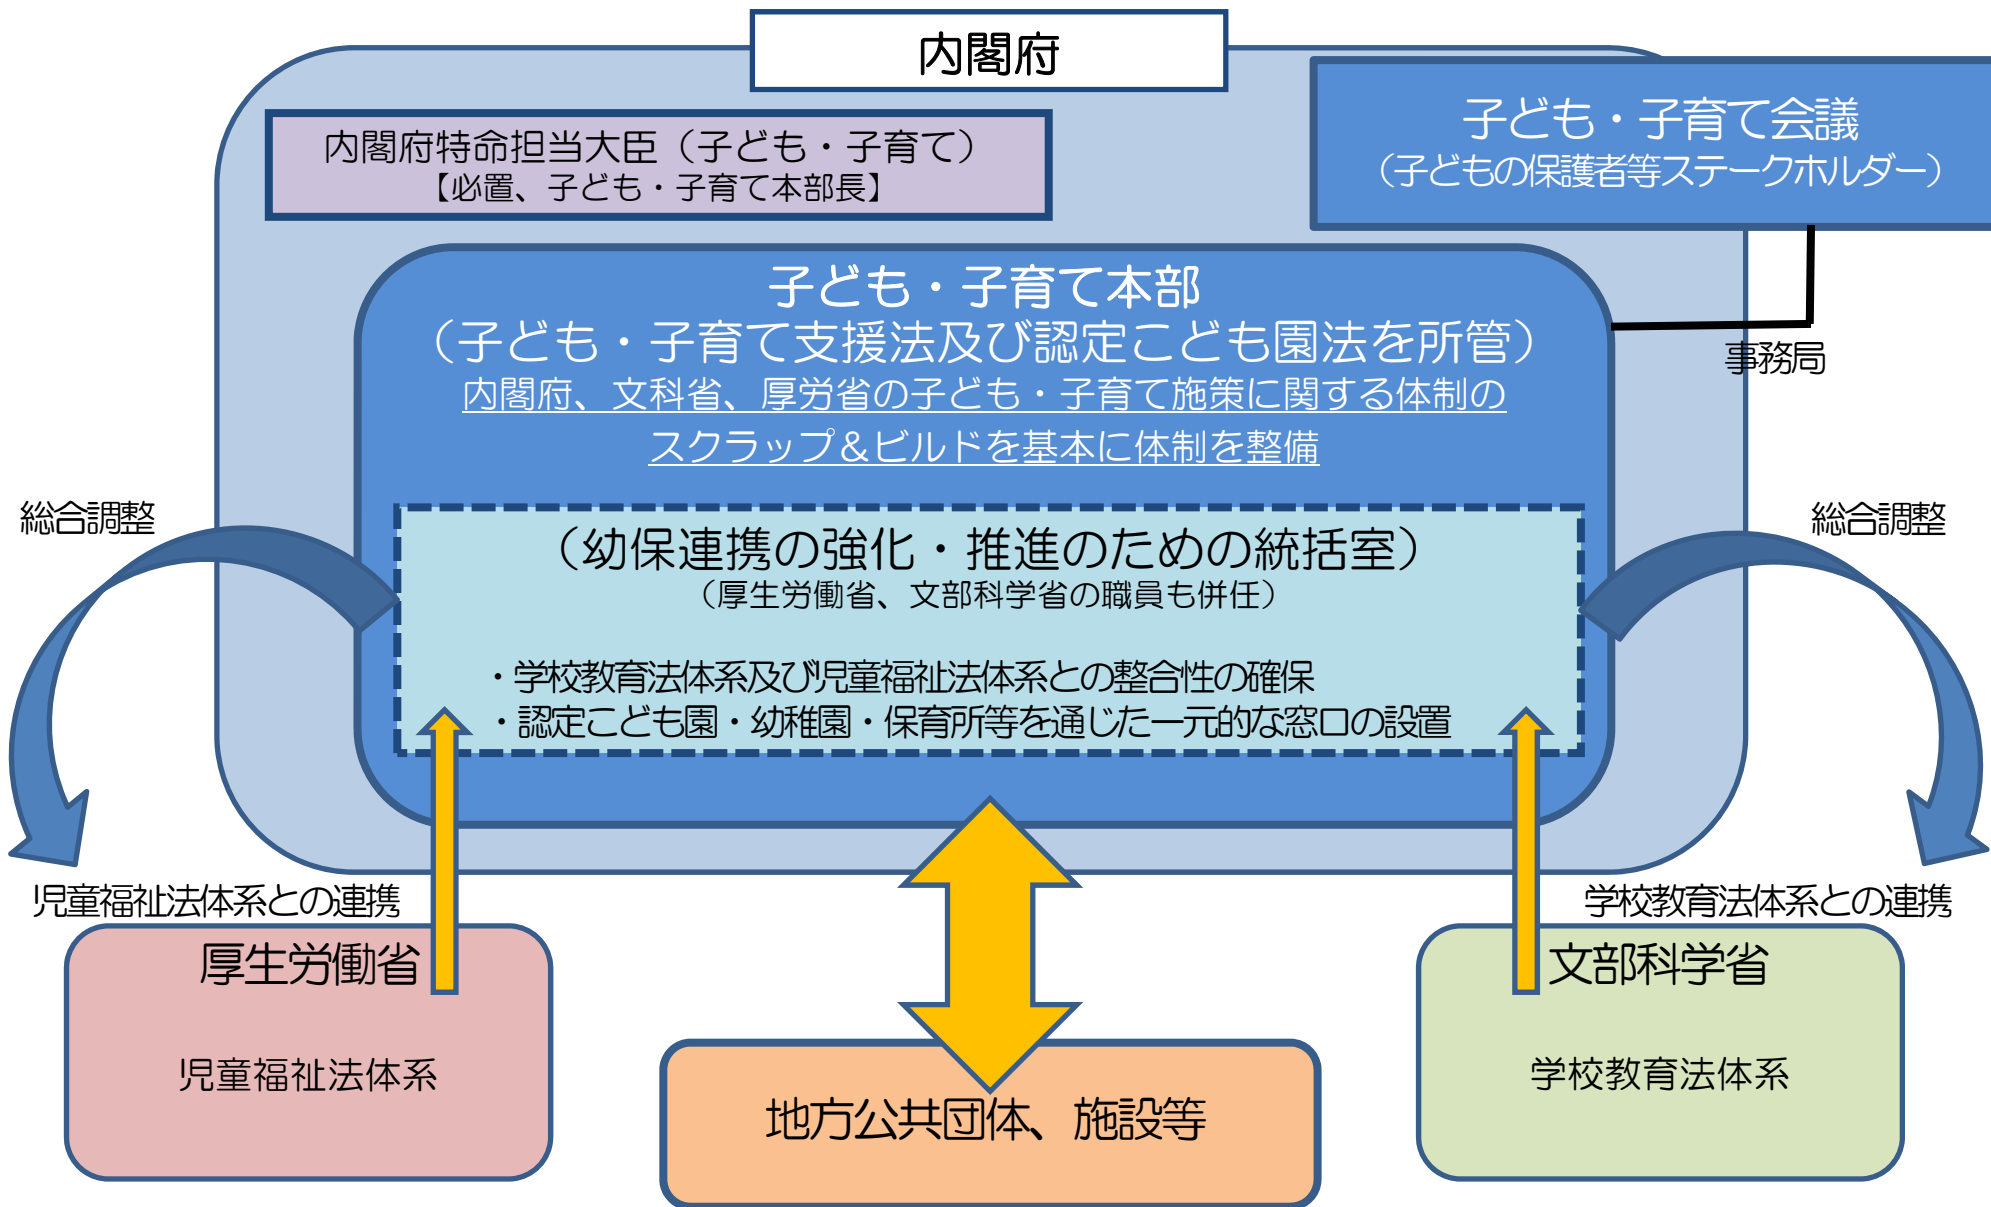 内閣府
内閣府特命担当大臣（子ども・子育て）
【必置、子ども・子育て本部長】
子ども・子育て会議
（子どもの保護者等ステークホルダー）
事務局
子ども・子育て本部
（子ども・子育て支援法及び認定こども園法を所管）
内閣府、文科省、厚労省の子ども・子育て施策に関する体制の
スクラップ＆ビルドを基本に体制を整備
総合調整
総合調整
（幼保連携の強化・推進のための統括室）
（厚生労働省、文部科学省の職員も併任）
・学校教育法体系及び児童福祉法体系との整合性の確保
・認定こども園・幼稚園・保育所等を通じた一元的な窓口の設置
児童福祉法体系との連携
学校教育法体系との連携
厚生労働省
児童福祉法体系
文部科学省
学校教育法体系
地方公共団体、施設等